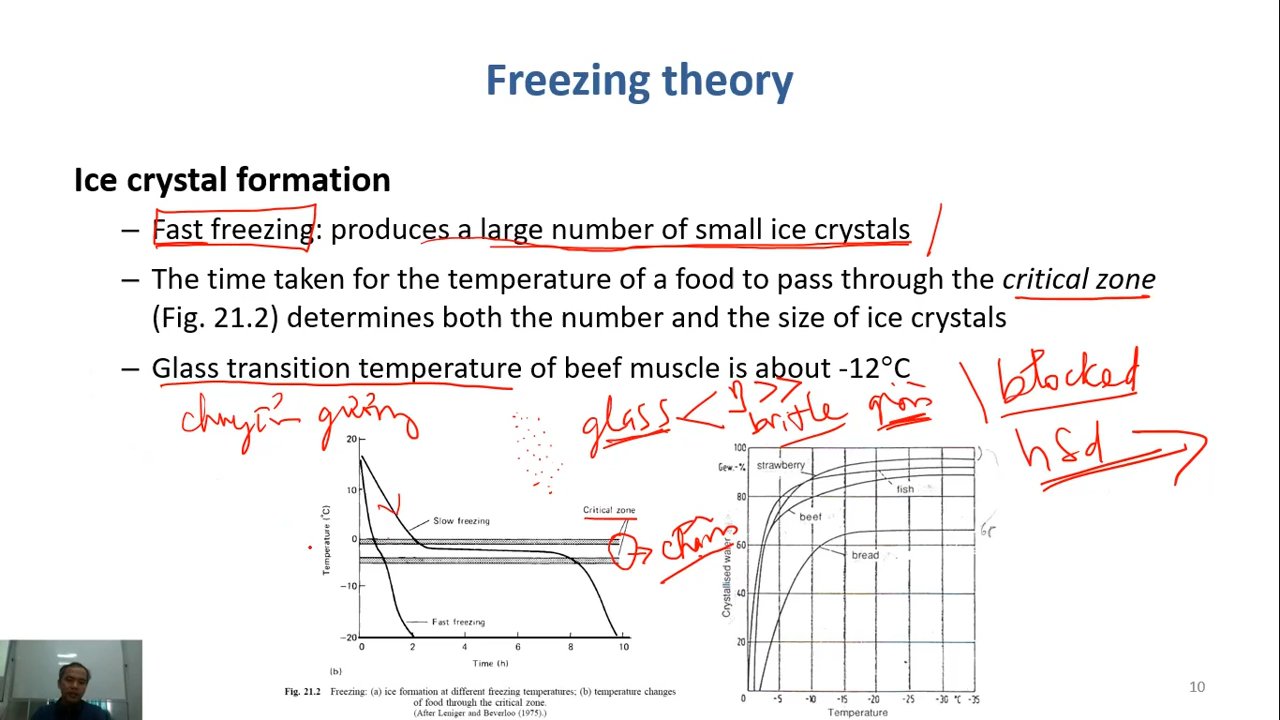 Freezing theory
Ice crystal formation
– Fast freezing: produces a large number of small ice crystals
– The time taken for the temperature of a food to pass through the critical zone
(Fig. 21.2) determines both the number and the size of ice crystals
– Glass transition temperature of beef muscle is about -12°C
blocked
glass
brittle
20
10
0
–10
–20
Temperature (°C)
Slow freezing
Critical zone
Fast freezing
0 2 4 6 8 10
Time (h)
(b)
Fig. 21.2 Freezing: (a) ice formation at different freezing temperatures; (b) temperature changes
of food through the critical zone.
(After Leniger and Beverloo (1975).)
100
Gew.-%
80
60
40
20
Crystallised water
strawberry
fish
beef
bread
0 -5 -10 -15 -20 -25 -30 °C -35
Temperature
10